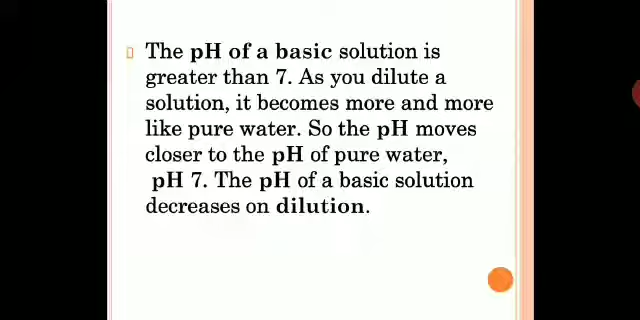 The pH of a basic solution is
greater than 7. As you dilute a
solution, it becomes more and more
like pure water. So the pH moves
closer to the pH of pure water,
pH 7. The pH of a basic solution
decreases on dilution.